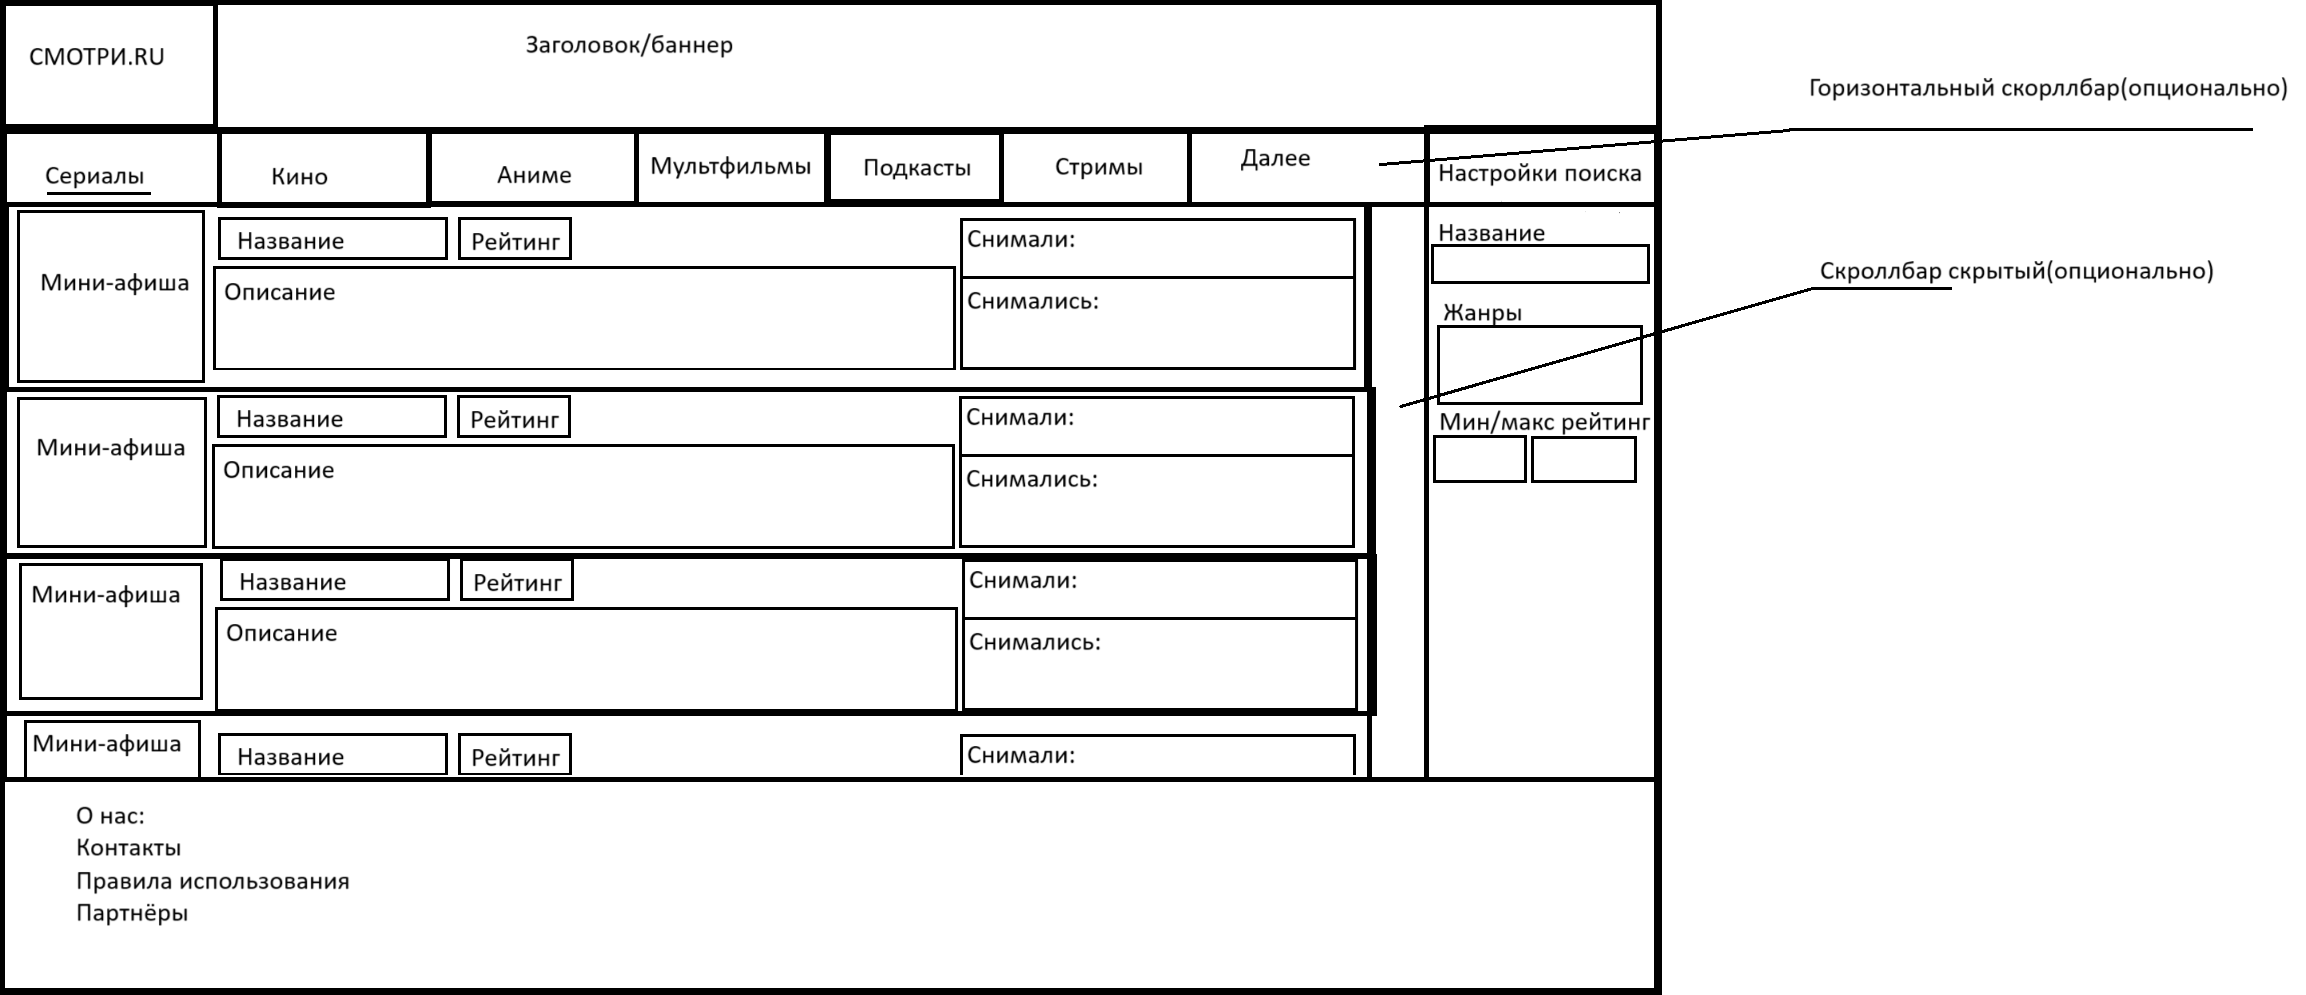 СМОТРИ.RU
Заголовок/баннер
Горизонтальный скорллбар(опционально)
Сериалы
Кино
Аниме
Мультфильмы
Подкасты
Стримы
Далее
Настройки поиска
Мини-афиша
Название
Рейтинг
Описание
Снимали:
Снимались:
Название
Жанры
Мин/макс рейтинг
Скроллбар скрытый(опционально)
Мини-афиша
Название
Рейтинг
Описание
Снимали:
Снимались:
Мини-афиша
Название
Рейтинг
Описание
Снимали:
Снимались:
Мини-афиша
Название
Рейтинг
Снимали:
О нас:
Контакты
Правила использования
Партнёры